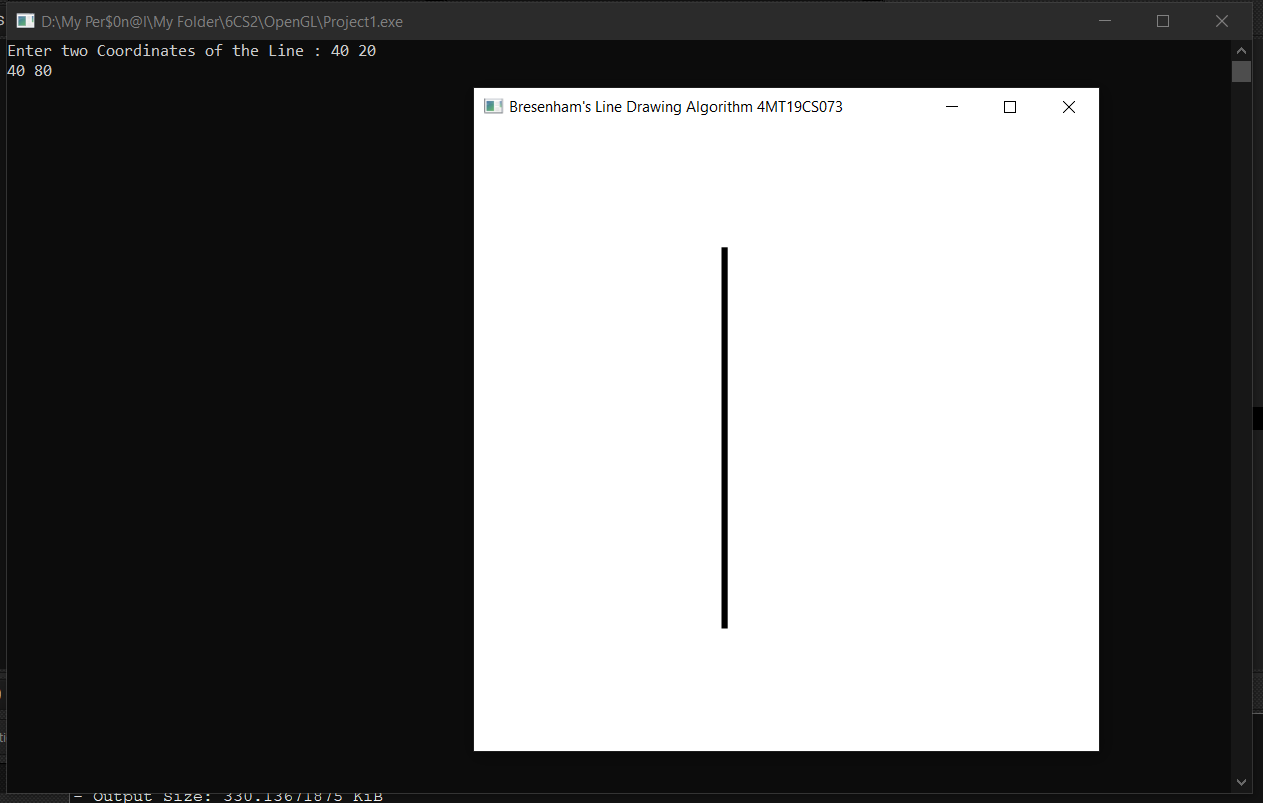 D:\My Per$0n@l\My Folder\6CS2\OpenGL\Project1.exe
Enter two Coordinates of the Line : 40 20
40 80
Bresenham's Line Drawing Algorithm 4MT19CS073
- Output Size: 330.13671875 KiB